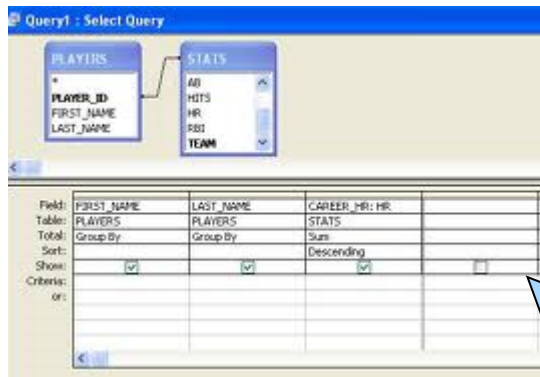 Query1 : Select Query
PLAYERS
*
PLAYER_ID
FIRST_NAME
LAST_NAME
STATS
AB
HITS
HR
RBI
TEAM
Field: FIRST_NAME LAST_NAME CAREER_HR: HR
Table: PLAYERS PLAYERS STATS
Total: Group By Group By Sum
Sort: Descending
Show:
Criteria:
or: